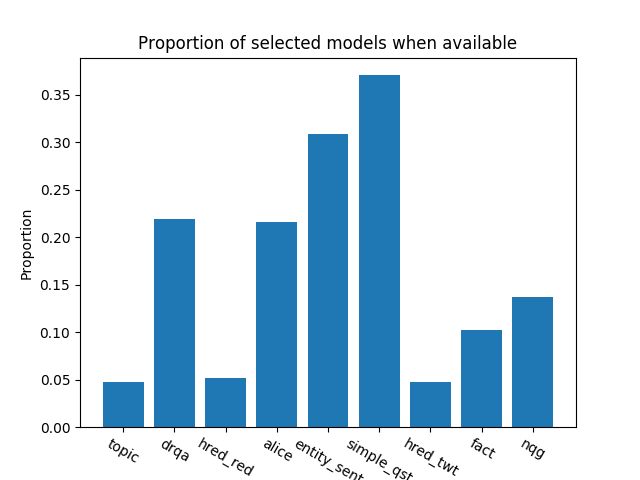 Proportion of selected models when available
Proportion
0.35
0.30
0.25
0.20
0.15
0.10
0.05
0.00
topic
drqa
hred_red
alice
entity_sent
simple_qst
hred_twt
fact
nqg